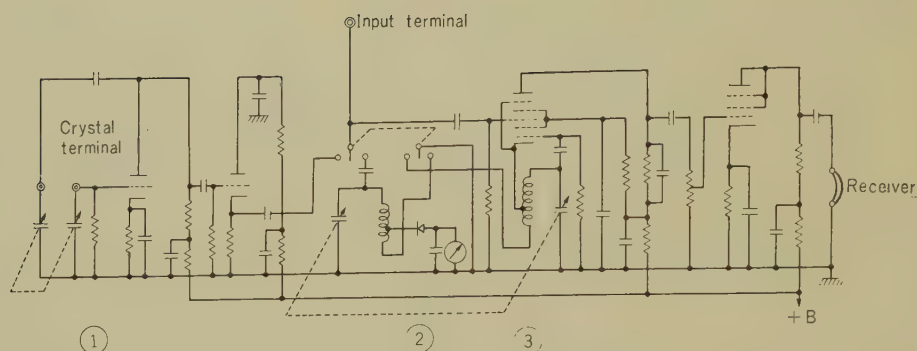 Input terminal
Crystal
terminal
Receiver
+ B
1
2
3